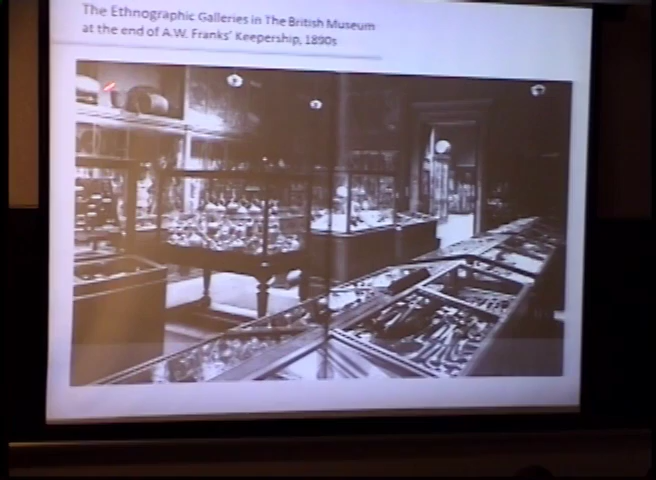 The Ethnographic Galleries in The British Museum
at the end of A.W. Franks' Keepership, 1890s